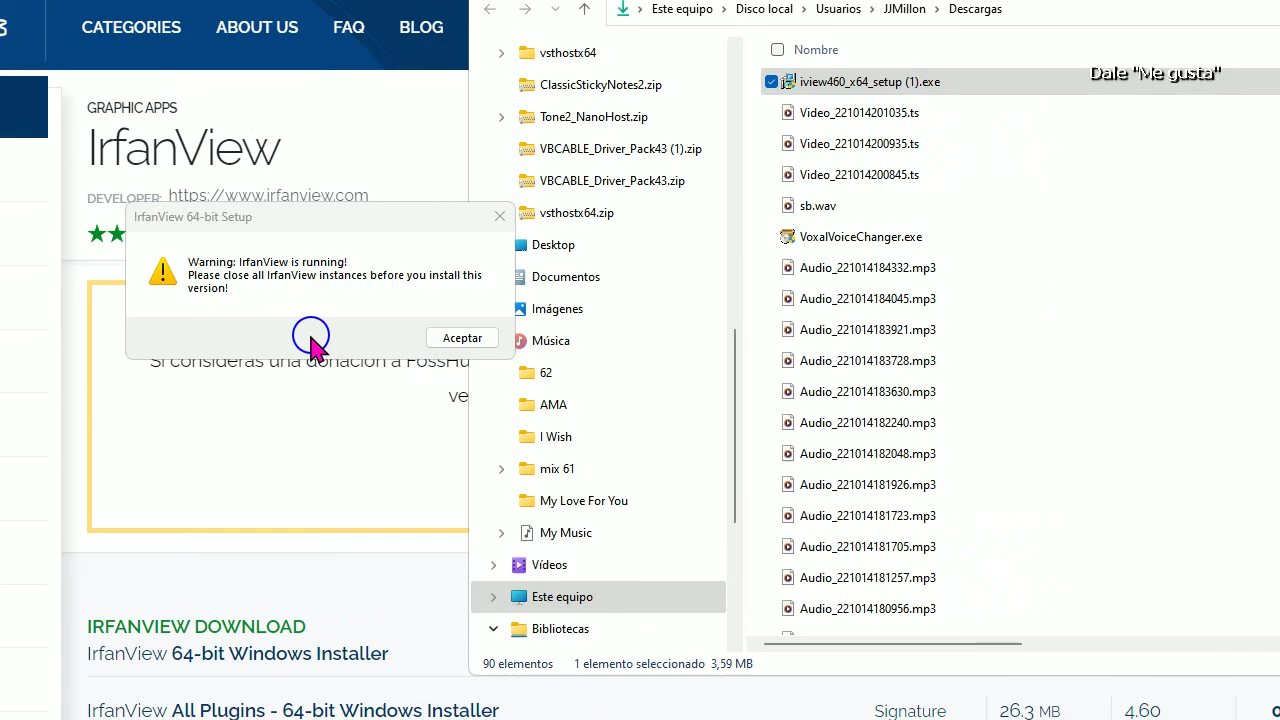 CATEGORIES ABOUT US FAQ BLOG
GRAPHIC APPS
IrfanView
DEVELOPER: https://www.irfanview.com
IrfanView 64-bit Setup
Warning: IrfanView is running!
Please close all IrfanView instances before you install this
version!
Aceptar
Si consideras una donación a FossHu
ve
IRFANVIEW DOWNLOAD
IrfanView 64-bit Windows Installer
IrfanView All Plugins - 64-bit Windows Installer
Signature 26.3 MB 4.60
Este equipo > Disco local > Usuarios > JJMillon > Descargas
vsthostx64
ClassicStickyNotes2.zip
Tone2_NanoHost.zip
VBCABLE_Driver_Pack43 (1).zip
VBCABLE_Driver_Pack43.zip
vsthostx64.zip
Desktop
Documentos
Imágenes
Música
62
AMA
I Wish
mix 61
My Love For You
My Music
Vídeos
Este equipo
Bibliotecas
Nombre
Dale "Me gusta"
iview460_x64_setup (1).exe
Video_221014201035.ts
Video_221014200935.ts
Video_221014200845.ts
sb.wav
VoxalVoiceChanger.exe
Audio_221014184332.mp3
Audio_221014184045.mp3
Audio_221014183921.mp3
Audio_221014183728.mp3
Audio_221014183630.mp3
Audio_221014182240.mp3
Audio_221014182048.mp3
Audio_221014181926.mp3
Audio_221014181723.mp3
Audio_221014181705.mp3
Audio_221014181257.mp3
Audio_221014180956.mp3
90 elementos 1 elemento seleccionado 3,59 MB